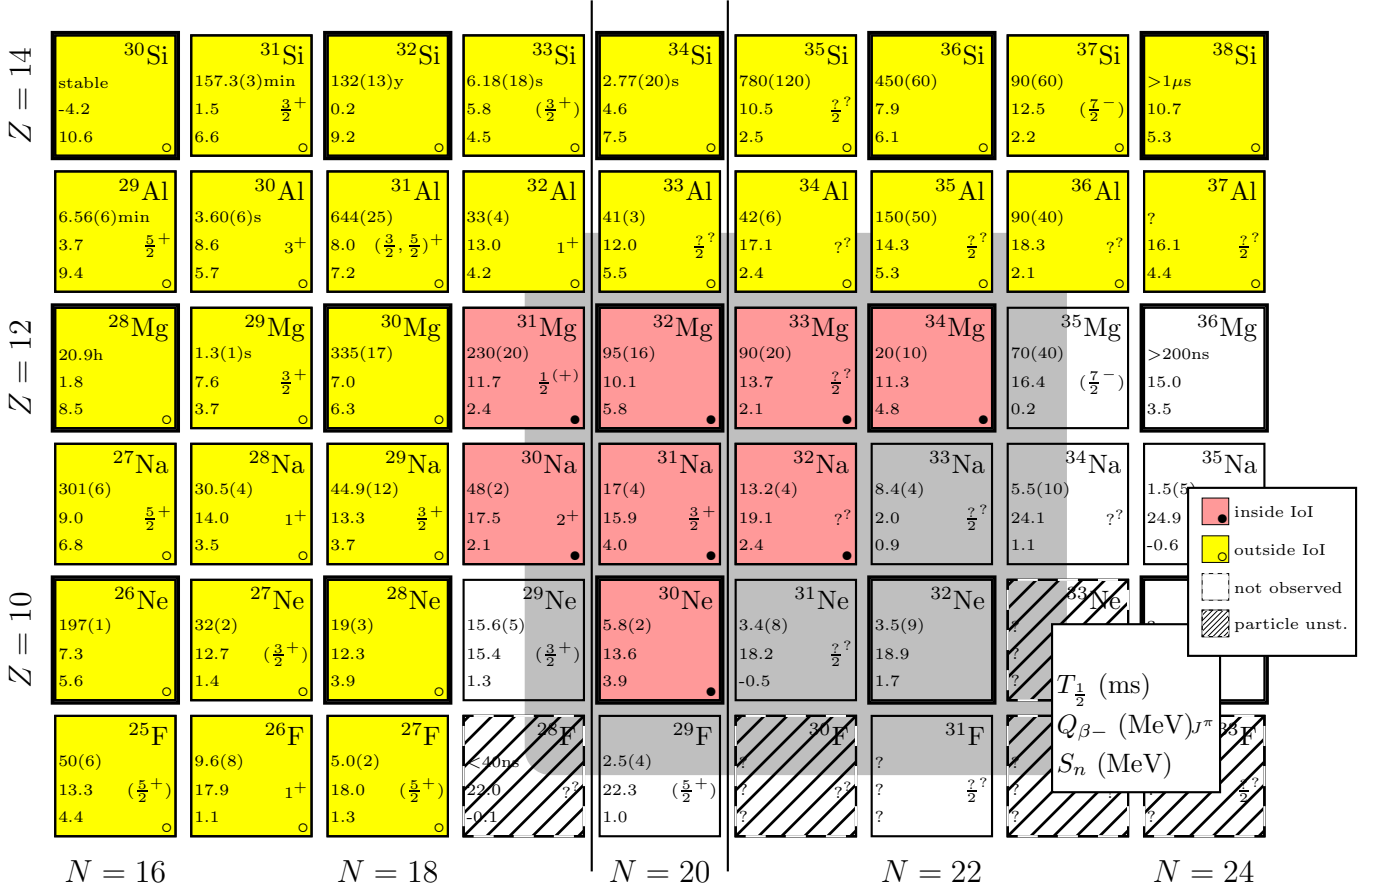 Z = 14
³⁰Si
stable
-4.2
10.6
³¹Si
157.3(3)min
1.5 3/2⁺
6.6
³²Si
132(13)y
0.2
9.2
³³Si
6.18(18)s
5.8 (3/2⁺)
4.5
³⁴Si
2.77(20)s
4.6
7.5
³⁵Si
780(120)
10.5 ?/2^?
2.5
³⁶Si
450(60)
7.9
6.1
³⁷Si
90(60)
12.5 (7/2⁻)
2.2
³⁸Si
>1μs
10.7
5.3
²⁹Al
6.56(6)min
3.7 5/2⁺
9.4
³⁰Al
3.60(6)s
8.6 3⁺
5.7
³¹Al
644(25)
8.0 (3/2, 5/2)⁺
7.2
³²Al
33(4)
13.0 1⁺
4.2
³³Al
41(3)
12.0 ?/2^?
5.5
³⁴Al
42(6)
17.1 ?^?
2.4
³⁵Al
150(50)
14.3 ?/2^?
5.3
³⁶Al
90(40)
18.3 ?^?
2.1
³⁷Al
?
16.1 ?/2^?
4.4
Z = 12
²⁸Mg
20.9h
1.8
8.5
²⁹Mg
1.3(1)s
7.6 3/2⁺
3.7
³⁰Mg
335(17)
7.0
6.3
³¹Mg
230(20)
11.7 1/2⁽⁺⁾
2.4
³²Mg
95(16)
10.1
5.8
³³Mg
90(20)
13.7 ?/2^?
2.1
³⁴Mg
20(10)
11.3
4.8
³⁵Mg
70(40)
16.4 (7/2⁻)
0.2
³⁶Mg
>200ns
15.0
3.5
²⁷Na
301(6)
9.0 5/2⁺
6.8
²⁸Na
30.5(4)
14.0 1⁺
3.5
²⁹Na
44.9(12)
13.3 3/2⁺
3.7
³⁰Na
48(2)
17.5 2⁺
2.1
³¹Na
17(4)
15.9 3/2⁺
4.0
³²Na
13.2(4)
19.1 ?^?
2.4
³³Na
8.4(4)
2.0 ?/2^?
0.9
³⁴Na
5.5(10)
24.1 ?^?
1.1
³⁵Na
1.5(5)
24.9
-0.6
Z = 10
²⁶Ne
197(1)
7.3
5.6
²⁷Ne
32(2)
12.7 (3/2⁺)
1.4
²⁸Ne
19(3)
12.3
3.9
²⁹Ne
15.6(5)
15.4 (3/2⁺)
1.3
³⁰Ne
5.8(2)
13.6
3.9
³¹Ne
3.4(8)
18.2 ?/2^?
-0.5
³²Ne
3.5(9)
18.9
1.7
³³Ne
?
?
?
²⁵F
50(6)
13.3 (5/2⁺)
4.4
²⁶F
9.6(8)
17.9 1⁺
1.1
²⁷F
5.0(2)
18.0 (5/2⁺)
1.3
²⁸F
<40ns
22.0 ?^?
-0.1
²⁹F
2.5(4)
22.3 (5/2⁺)
1.0
³⁰F
?
? ?^?
?
³¹F
?
? ?/2^?
?
?
?
?
³³F
? ?/2^?
?
inside IoI
outside IoI
not observed
particle unst.
T_{1/2} (ms)
Q_{β−} (MeV) J^π
S_n (MeV)
N = 16
N = 18
N = 20
N = 22
N = 24